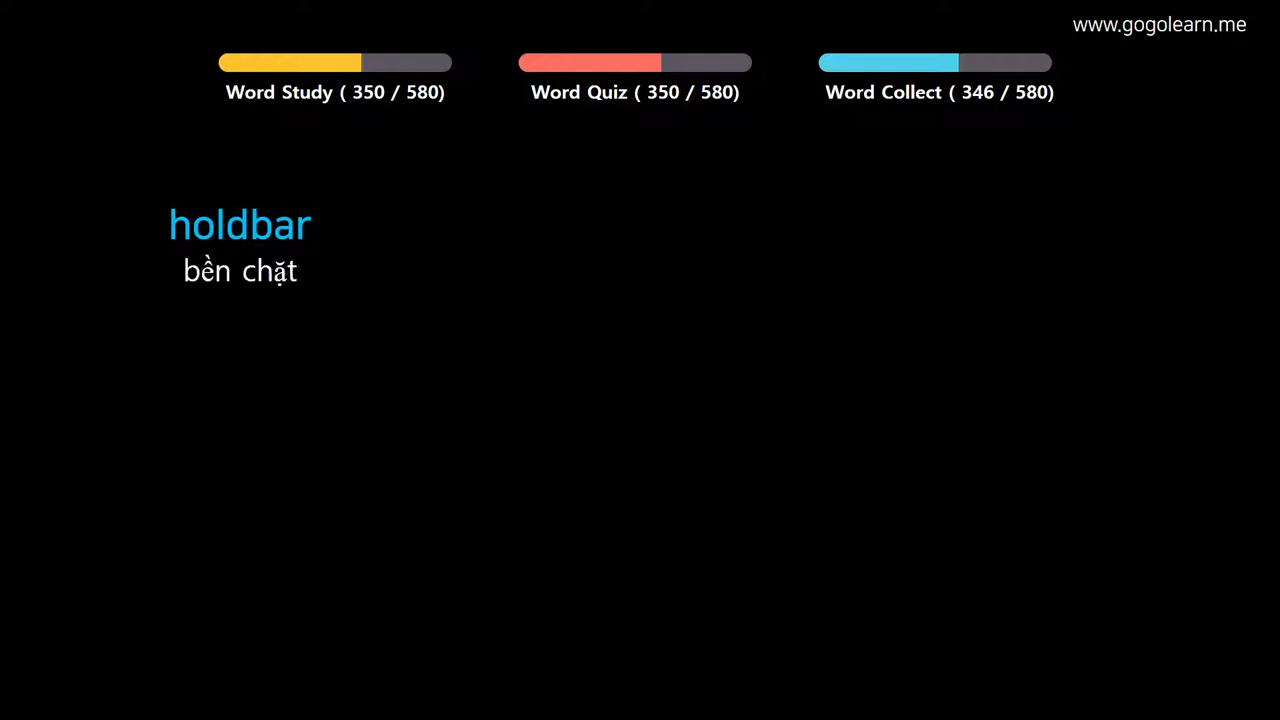 www.gogolearn.me
Word Study ( 350 / 580)
Word Quiz ( 350 / 580)
Word Collect ( 346 / 580)
holdbar
bền chặt